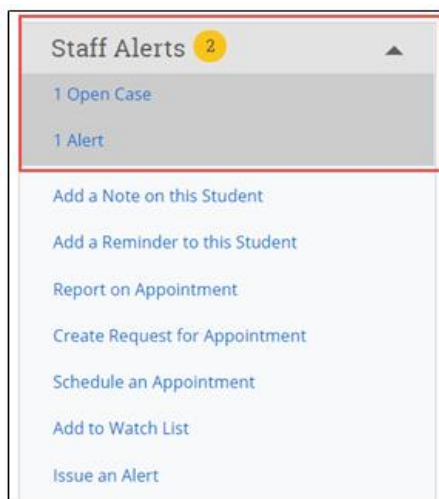 Staff Alerts 2
1 Open Case
1 Alert
Add a Note on this Student
Add a Reminder to this Student
Report on Appointment
Create Request for Appointment
Schedule an Appointment
Add to Watch List
Issue an Alert